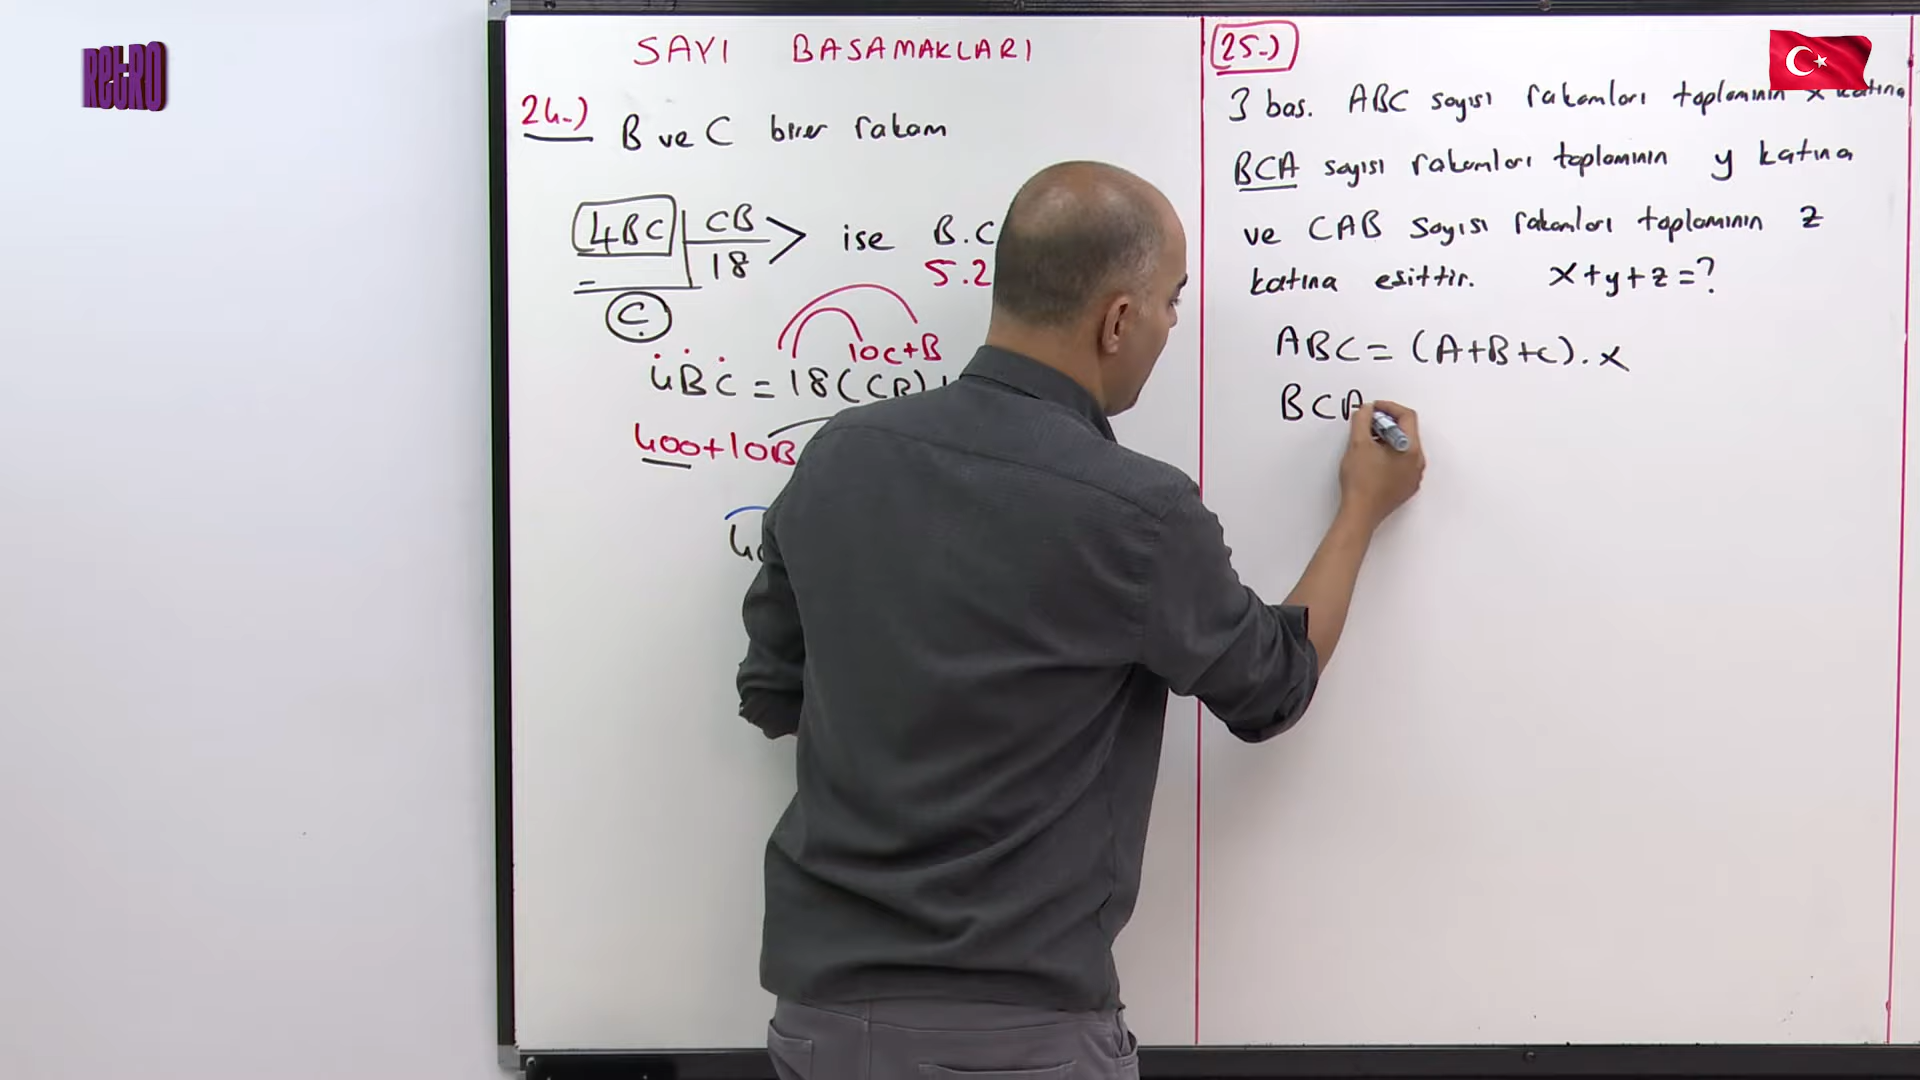 RetRO
SAYI BASAMAKLARI
24-) B ve C birer rakam
4BC CB
18 ise B.C
- 5.2
C
10C+B
4BC = 18(CB)
400+10B
25-)
3 bas. ABC sayısı rakamları toplamının x katına
BCA sayısı rakamları toplamının y katına
ve CAB sayısı rakamları toplamının z
katına eşittir. x+y+z=?
ABC = (A+B+C).x
BCA